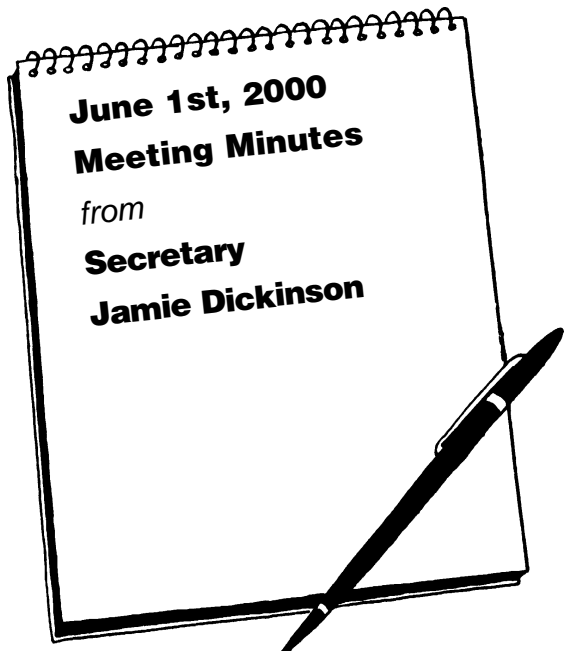 June 1st, 2000
Meeting Minutes
from
Secretary
Jamie Dickinson